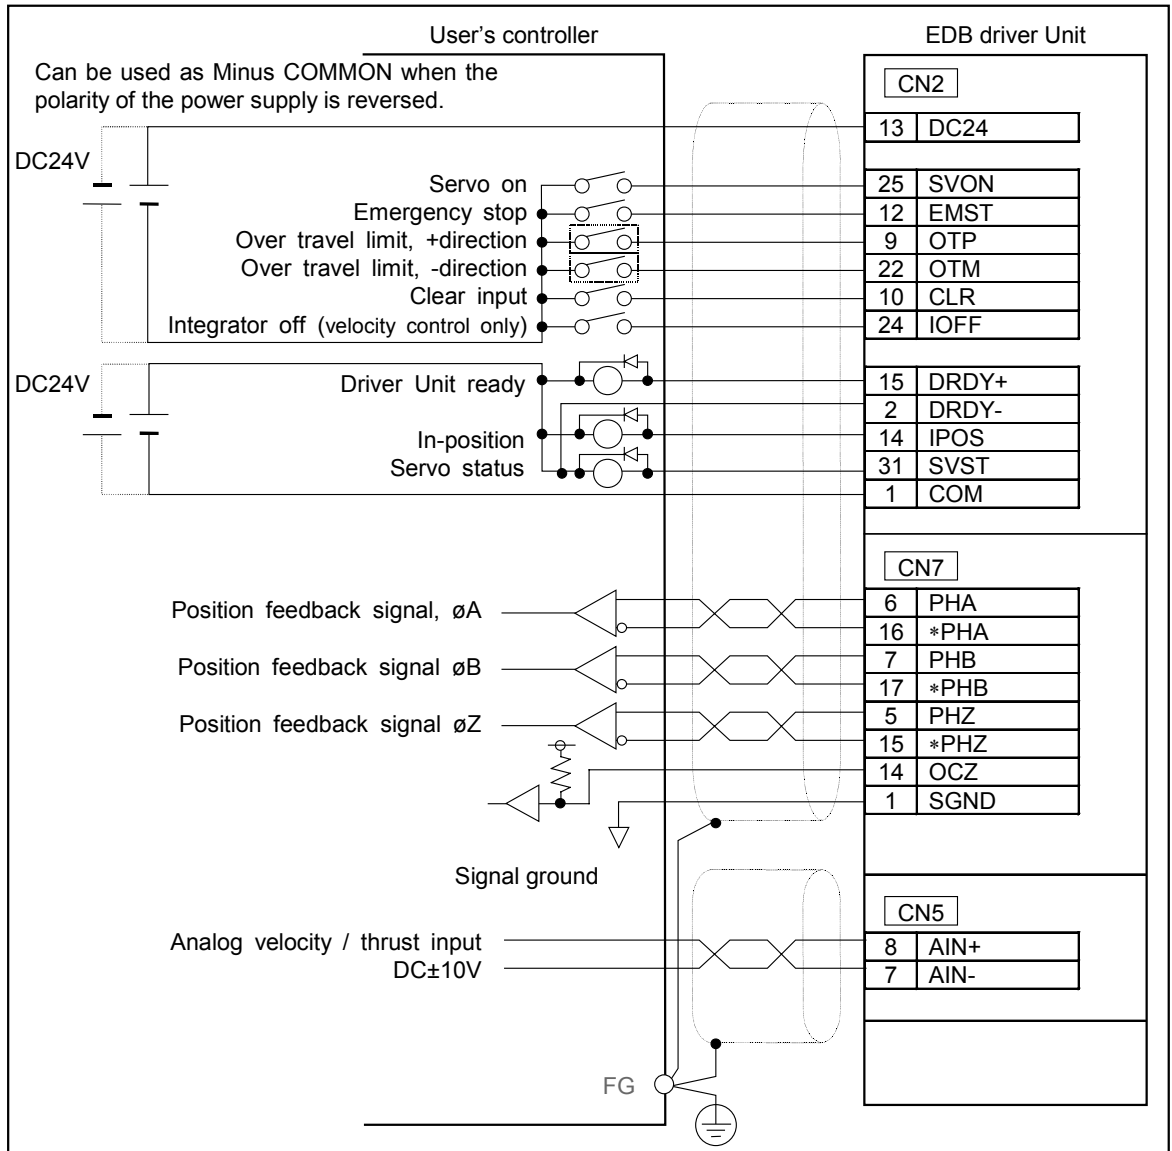 User's controller
EDB driver Unit
Can be used as Minus COMMON when the
polarity of the power supply is reversed.
CN2
13 DC24
DC24V
Servo on
25 SVON
Emergency stop
12 EMST
Over travel limit, +direction
9 OTP
Over travel limit, -direction
22 OTM
Clear input
10 CLR
Integrator off (velocity control only)
24 IOFF
DC24V
Driver Unit ready
15 DRDY+
2 DRDY-
In-position
14 IPOS
Servo status
31 SVST
1 COM
CN7
Position feedback signal, øA
6 PHA
16 ∗PHA
Position feedback signal øB
7 PHB
17 ∗PHB
Position feedback signal øZ
5 PHZ
15 ∗PHZ
14 OCZ
1 SGND
Signal ground
CN5
Analog velocity / thrust input
8 AIN+
DC±10V
7 AIN-
FG